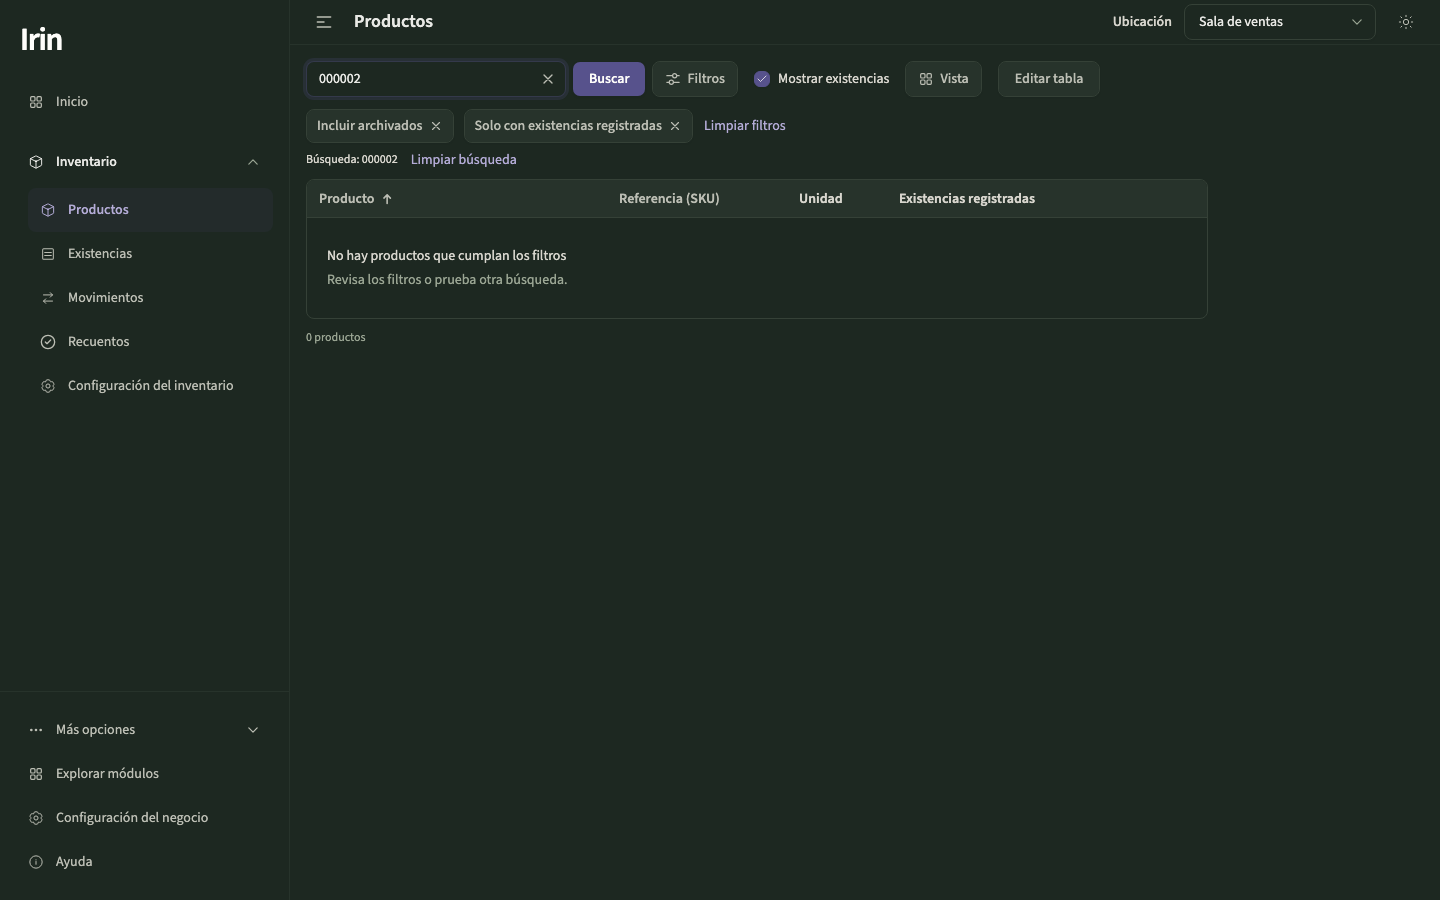 Irin
Productos
Ubicación
Sala de ventas
Inicio
Inventario
Productos
Existencias
Movimientos
Recuentos
Configuración del inventario
000002
Buscar
Filtros
Mostrar existencias
Vista
Editar tabla
Incluir archivados
Solo con existencias registradas
Limpiar filtros
Búsqueda: 000002
Limpiar búsqueda
Producto
Referencia (SKU)
Unidad
Existencias registradas
No hay productos que cumplan los filtros
Revisa los filtros o prueba otra búsqueda.
0 productos
Más opciones
Explorar módulos
Configuración del negocio
Ayuda